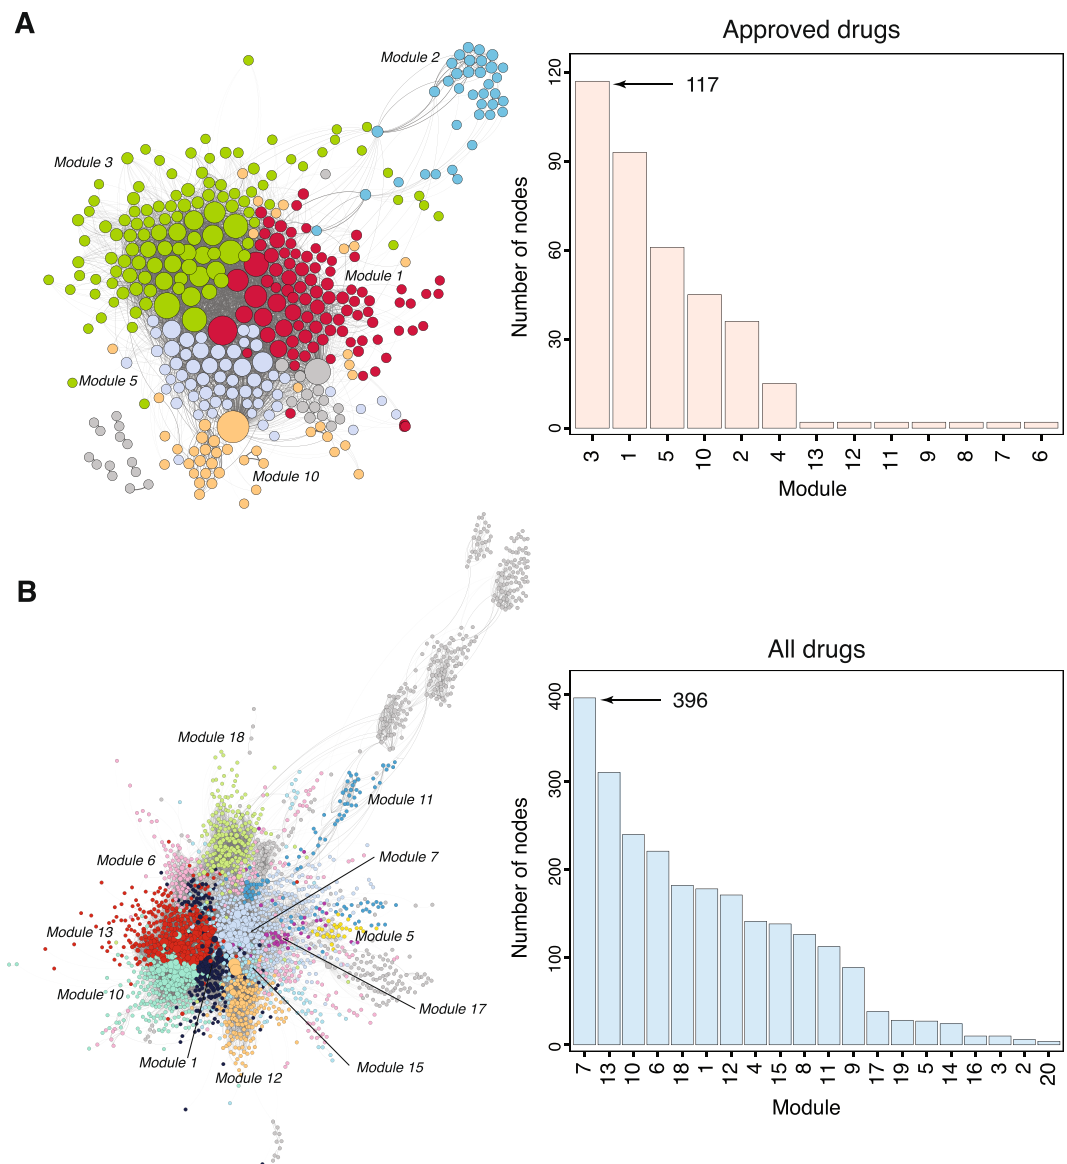 A
Module 2
Module 3
Module 1
Module 5
Module 10
Approved drugs
117
Number of nodes
120
90
60
30
0
3 1 5 10 2 4 13 12 11 9 8 7 6
Module
B
Module 18
Module 11
Module 7
Module 6
Module 13
Module 5
Module 10
Module 17
Module 1
Module 15
Module 12
All drugs
396
Number of nodes
400
300
200
100
0
7 13 10 6 18 1 12 4 15 8 11 9 17 19 5 14 16 3 2 20
Module